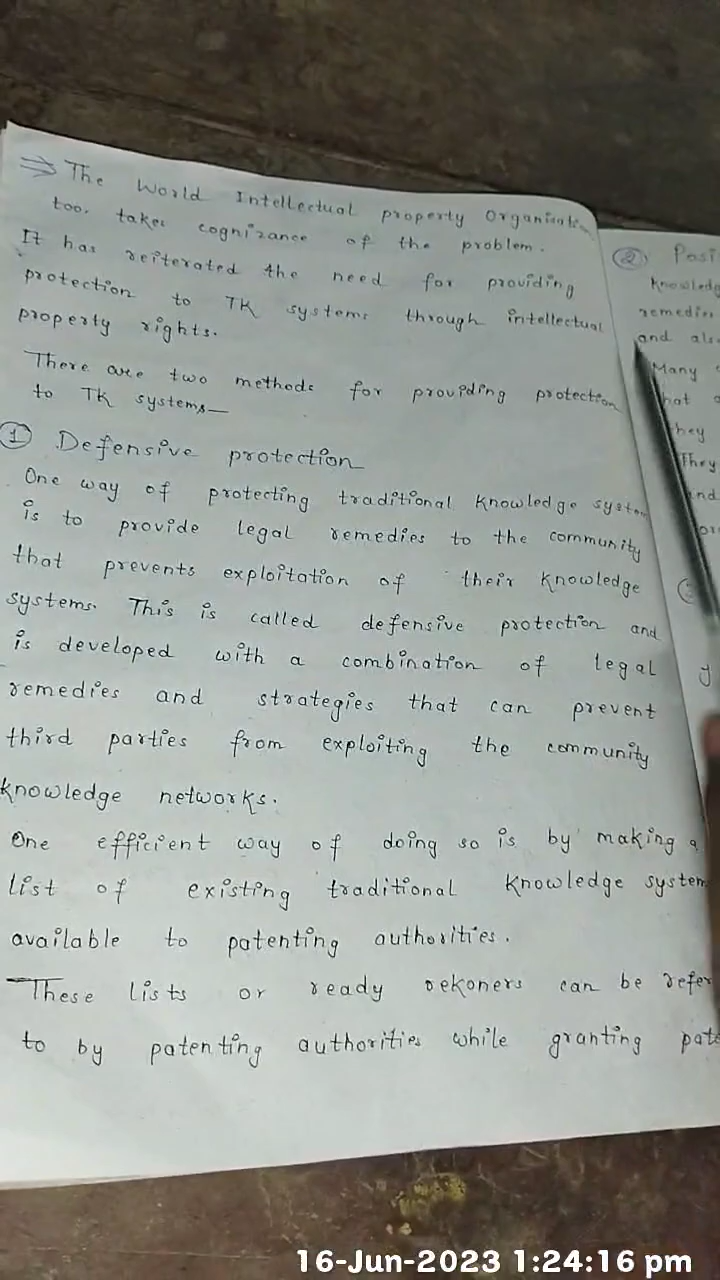 ⇒ The World Intellectual property Organisati
too, takes cognizance of the problem.
It has reiterated the need for providing
protection to TK systems through intellectual
property rights.
There are two methods for providing protection
to TK systems—
① Defensive protection
One way of protecting traditional Knowledge system
is to provide legal remedies to the community
that prevents exploitation of their Knowledge
systems. This is called defensive protection and
is developed with a combination of legal
remedies and strategies that can prevent
third parties from exploiting the community
knowledge networks.
One efficient way of doing so is by making a
list of existing traditional Knowledge system
available to patenting authorities.
These lists or ready rekoners can be refer
to by patenting authorities while granting pate
② Posi
Knowledg
remedies
and als
Many
hat
they
They
and
16-Jun-2023 1:24:16 pm